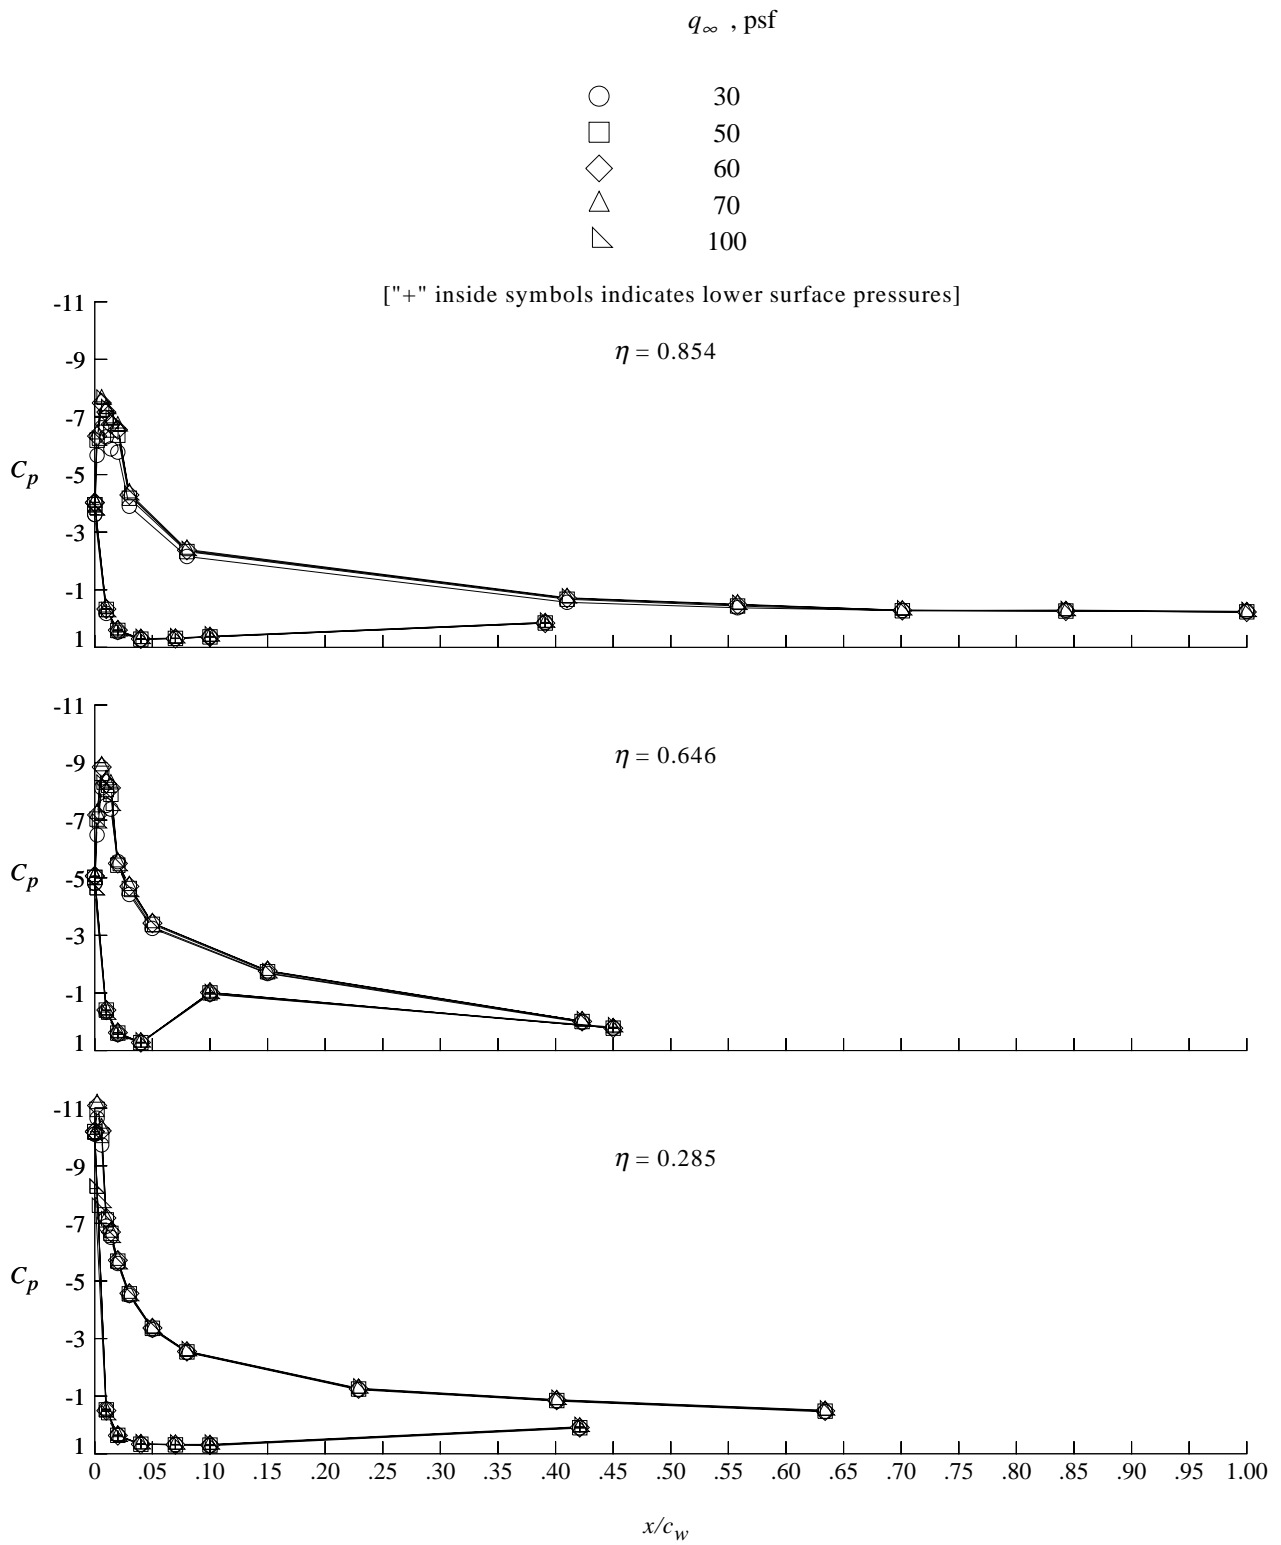 q∞ , psf
30
50
60
70
100
["+" inside symbols indicates lower surface pressures]
-11
-9
-7
-5
-3
-1
1
Cp
η = 0.854
-11
-9
-7
-5
-3
-1
1
Cp
η = 0.646
-11
-9
-7
-5
-3
-1
1
Cp
η = 0.285
0 .05 .10 .15 .20 .25 .30 .35 .40 .45 .50 .55 .60 .65 .70 .75 .80 .85 .90 .95 1.00
x/cw